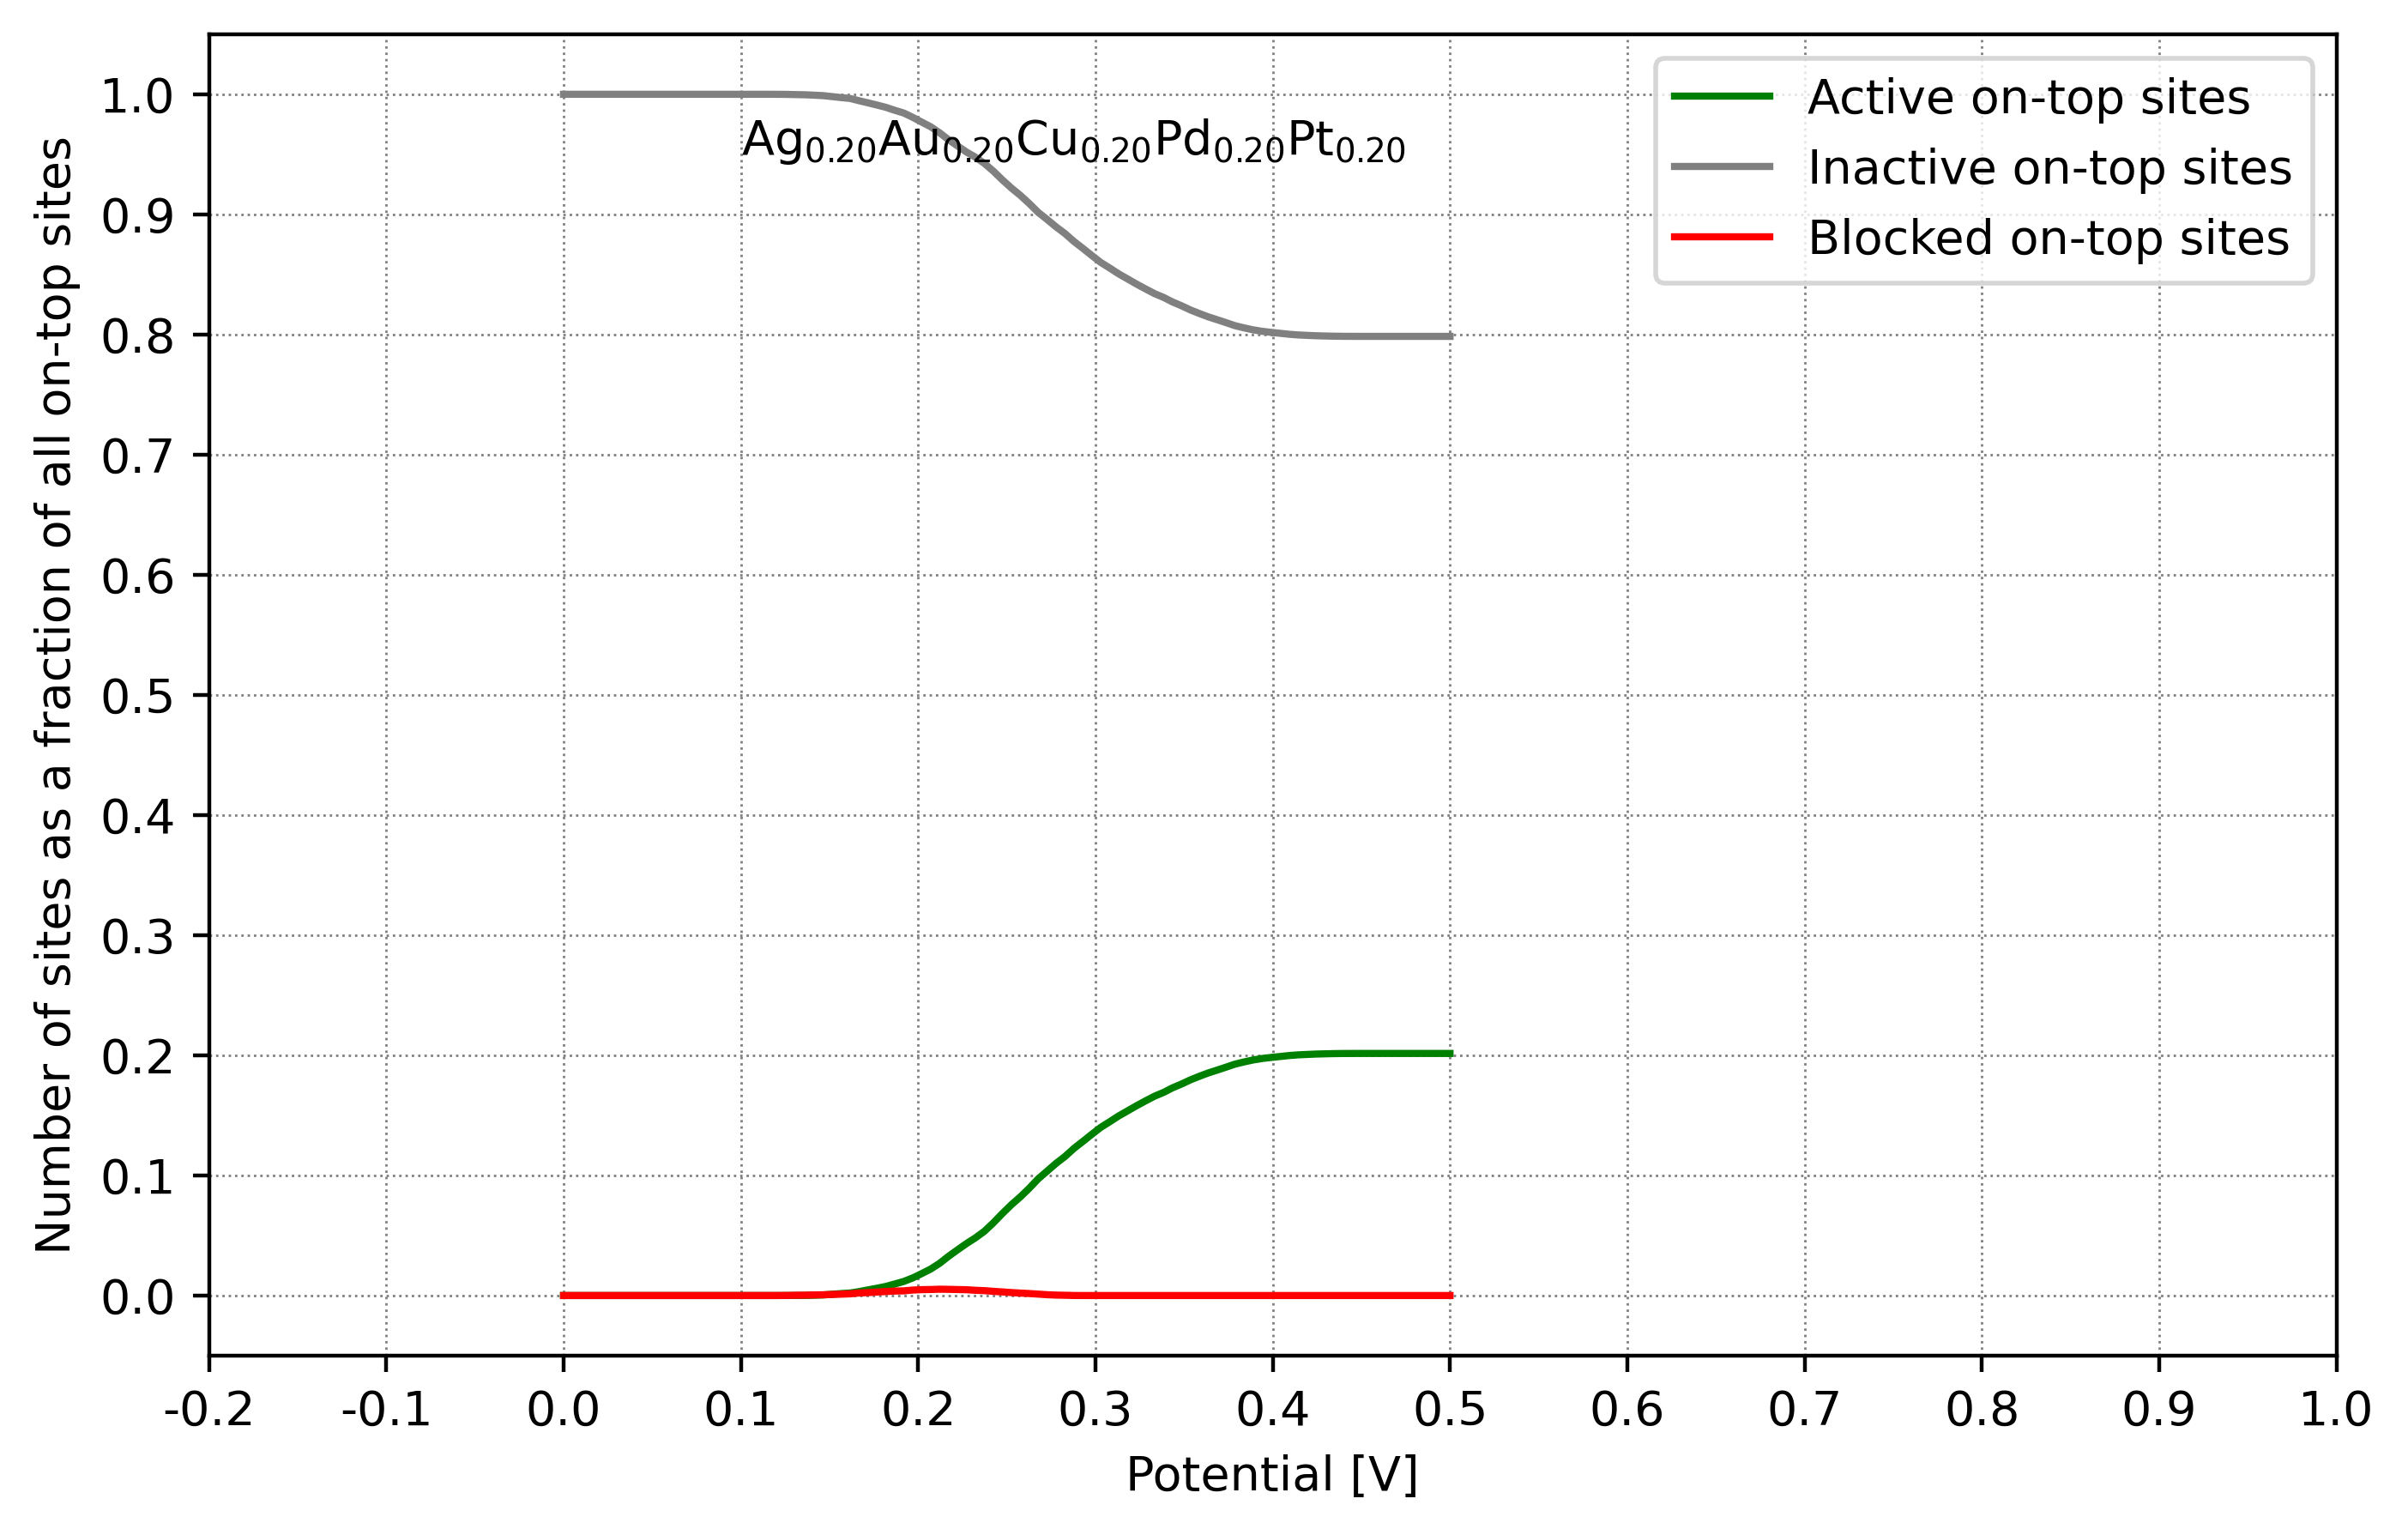 1.0
0.9
0.8
0.7
0.6
0.5
0.4
0.3
0.2
0.1
0.0
Number of sites as a fraction of all on-top sites
Ag0.20Au0.20Cu0.20Pd0.20Pt0.20
Active on-top sites
Inactive on-top sites
Blocked on-top sites
-0.2 -0.1 0.0 0.1 0.2 0.3 0.4 0.5 0.6 0.7 0.8 0.9 1.0
Potential [V]